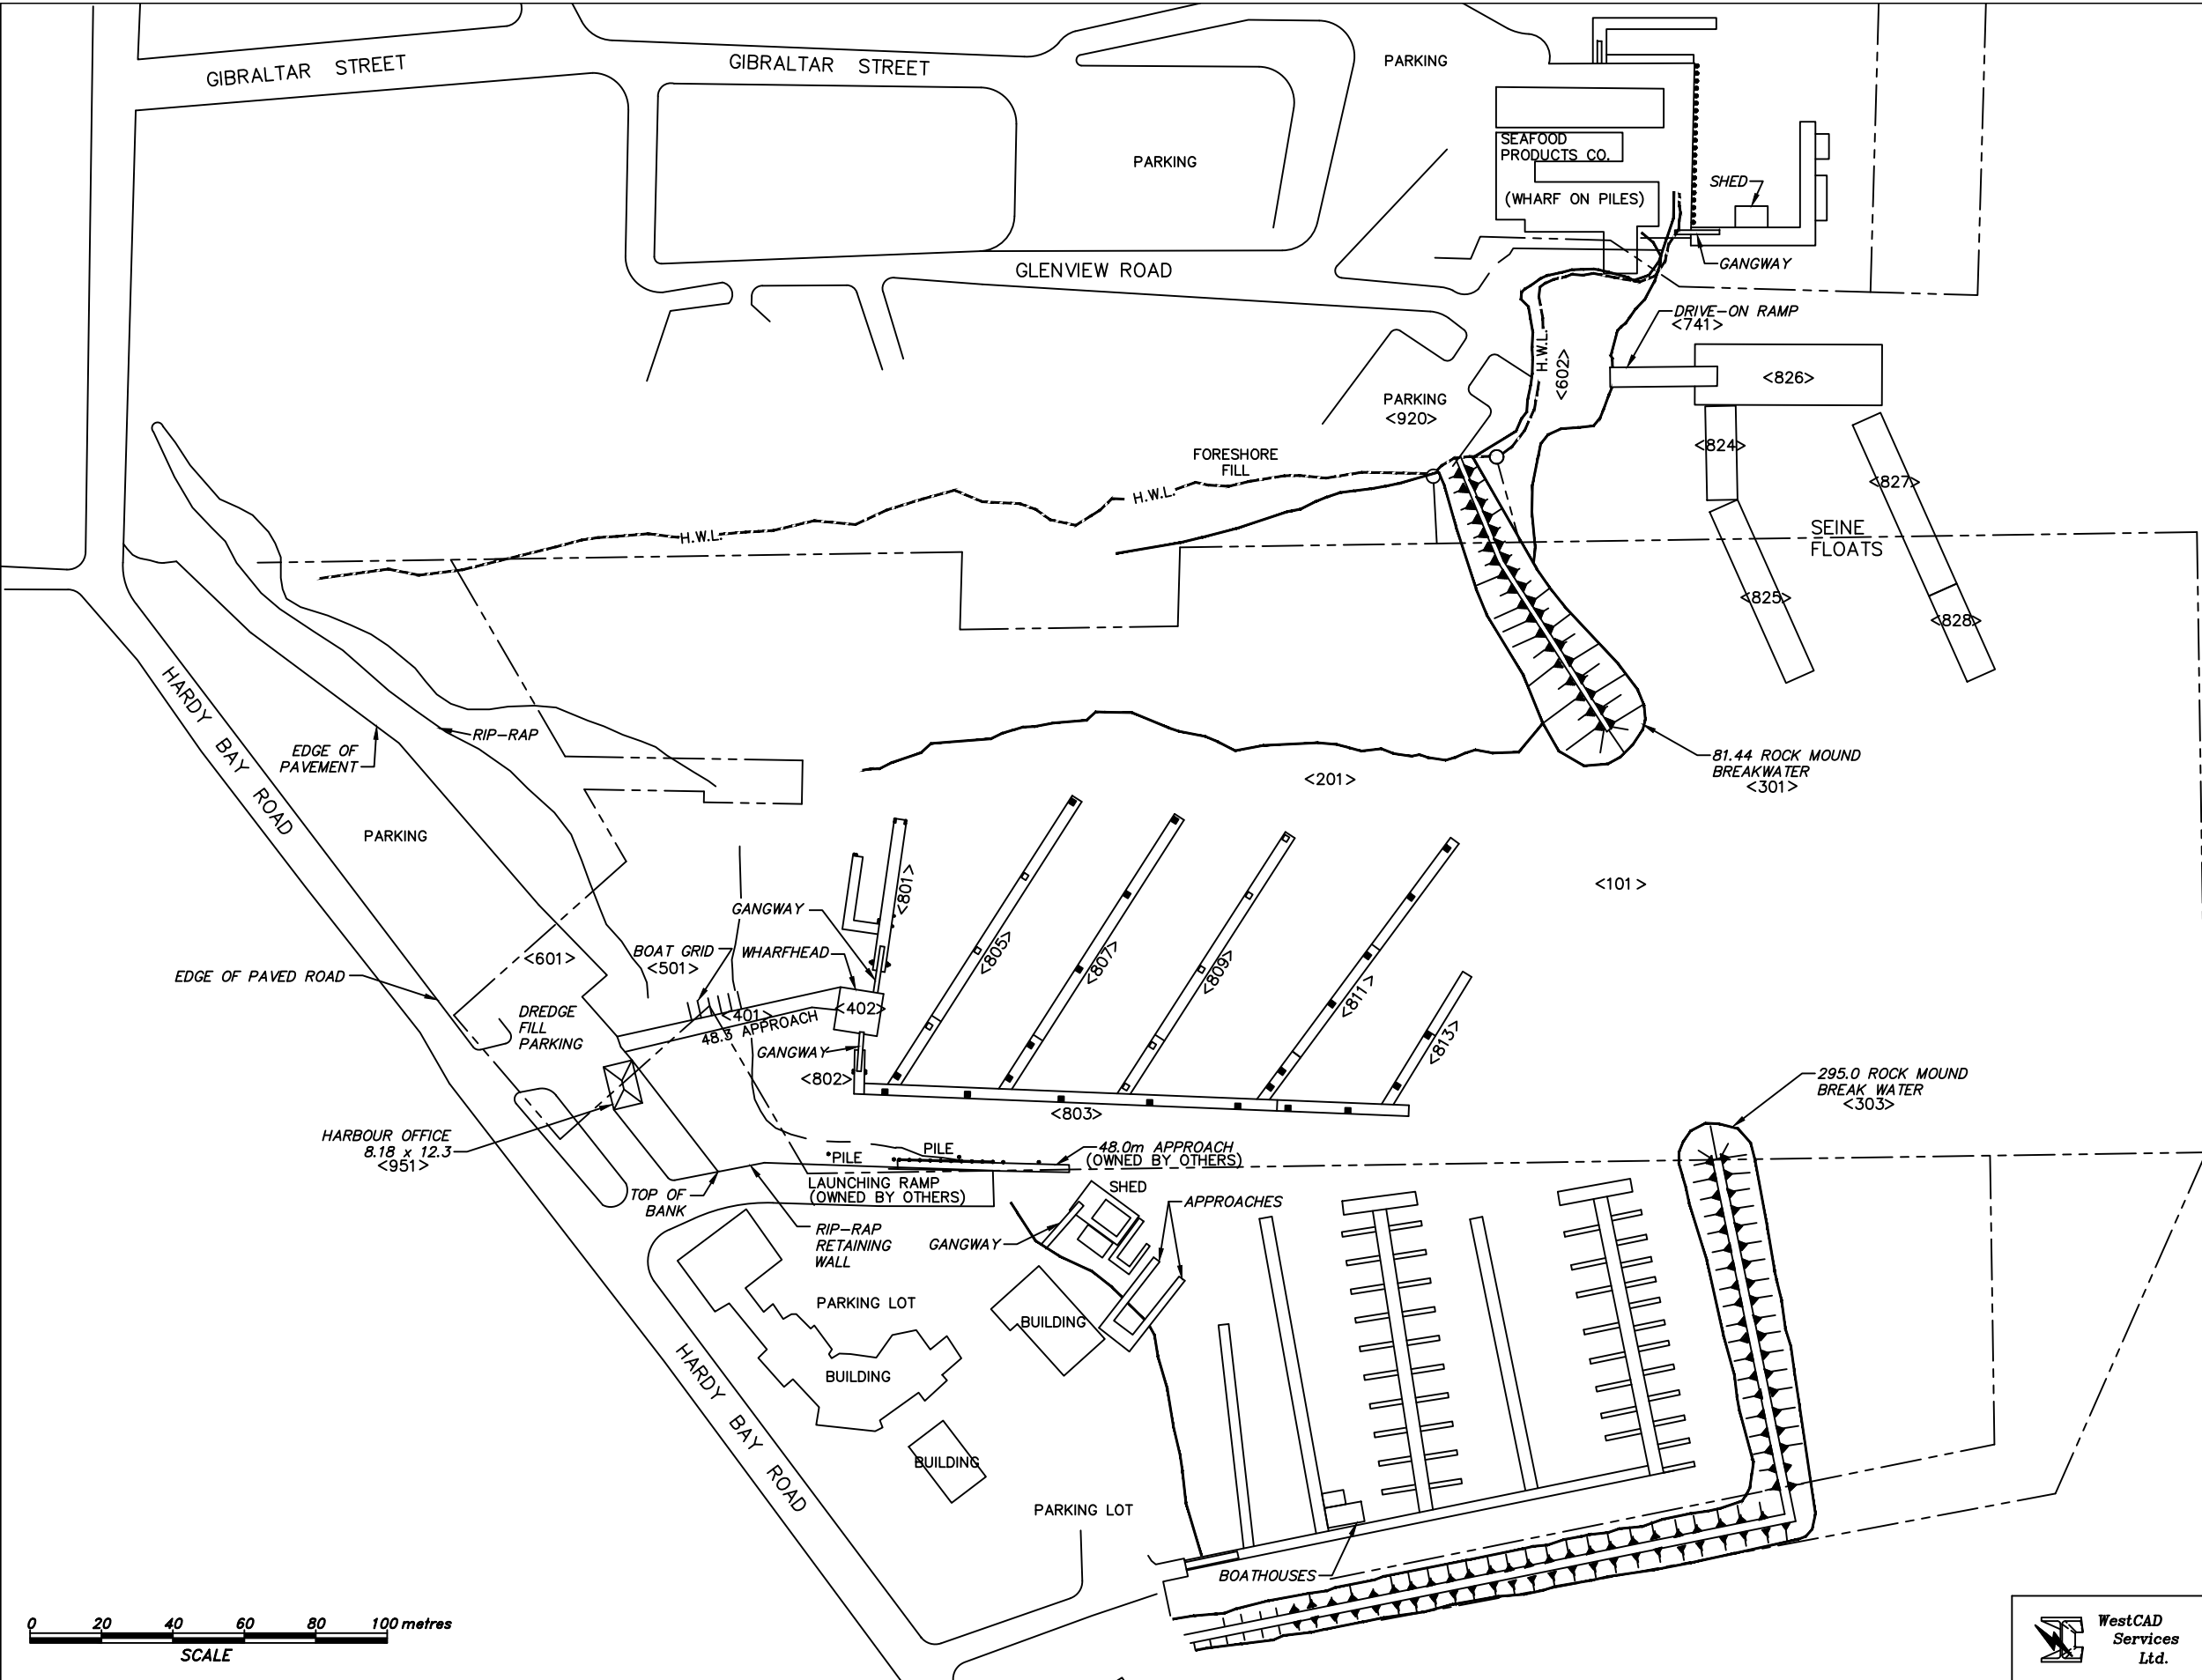 GIBRALTAR STREET
GIBRALTAR STREET
PARKING
PARKING
SEAFOOD
PRODUCTS CO.
(WHARF ON PILES)
SHED
GANGWAY
GLENVIEW ROAD
DRIVE-ON RAMP
<741>
H.W.L.
<602>
<826>
PARKING
<920>
<824>
<827>
FORESHORE
FILL
H.W.L.
H.W.L.
SEINE
FLOATS
<825>
<828>
HARDY BAY ROAD
RIP-RAP
EDGE OF
PAVEMENT
PARKING
81.44 ROCK MOUND
BREAKWATER
<301>
<201>
<101>
<801>
GANGWAY
BOAT GRID
<501>
WHARFHEAD
<601>
EDGE OF PAVED ROAD
<805>
<807>
<809>
<811>
<813>
DREDGE
FILL
PARKING
<401>
48.3 APPROACH
<402>
GANGWAY
<802>
<803>
295.0 ROCK MOUND
BREAK WATER
<303>
HARBOUR OFFICE
8.18 x 12.3
<951>
PILE
PILE
48.0m APPROACH
(OWNED BY OTHERS)
LAUNCHING RAMP
(OWNED BY OTHERS)
TOP OF
BANK
RIP-RAP
RETAINING
WALL
SHED
APPROACHES
GANGWAY
PARKING LOT
BUILDING
BUILDING
HARDY BAY ROAD
BUILDING
PARKING LOT
BOATHOUSES
0 20 40 60 80 100 metres
SCALE
WestCAD
Services
Ltd.